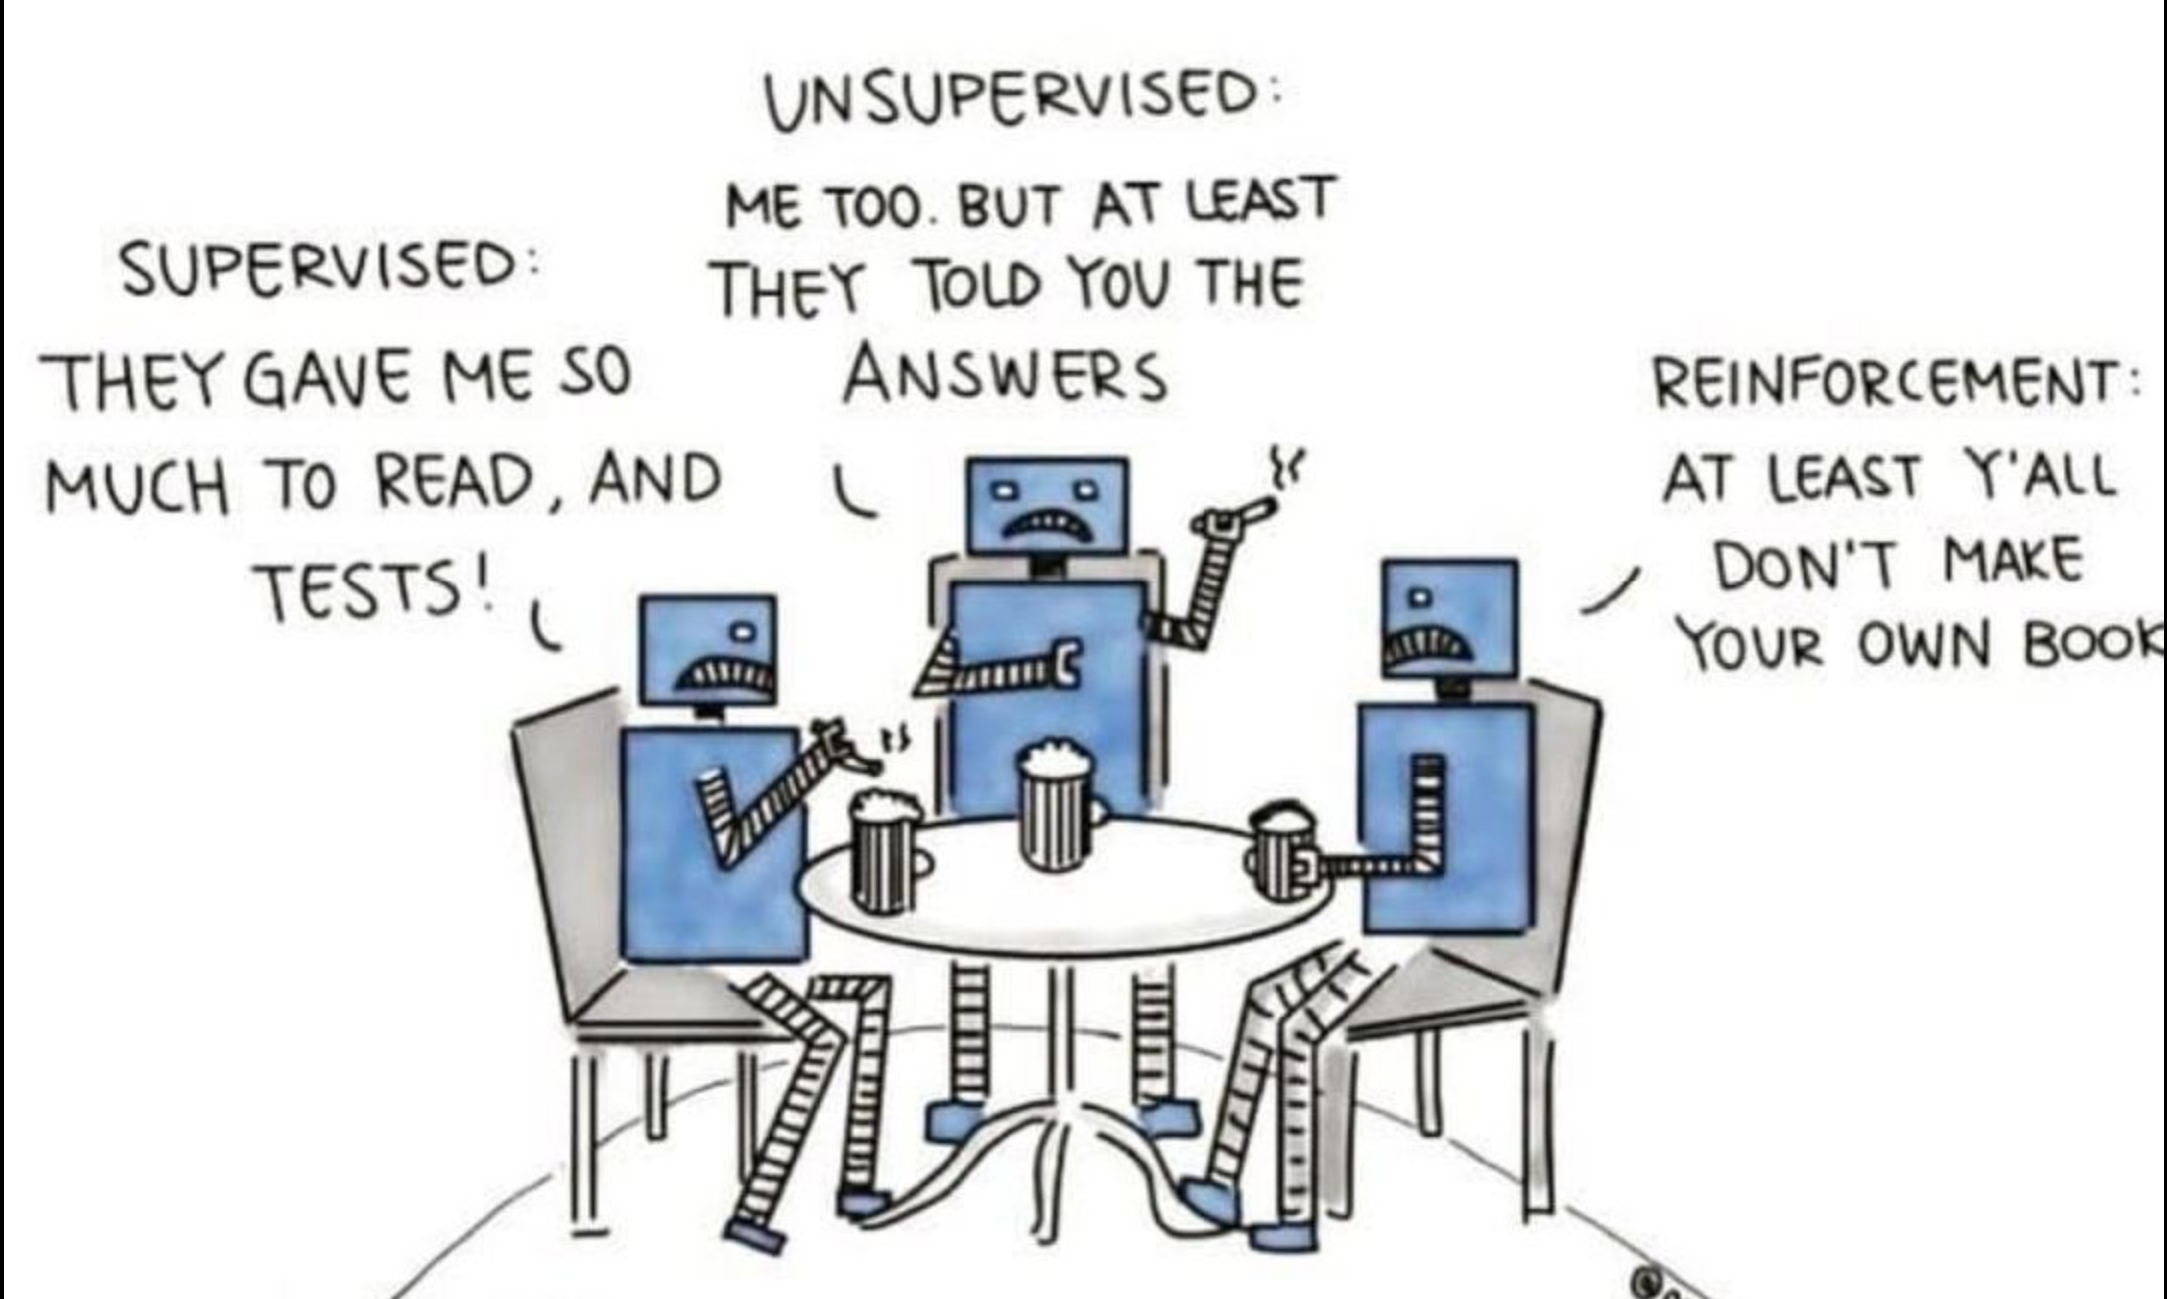 SUPERVISED:
THEY GAVE ME SO
MUCH TO READ, AND
TESTS!
UNSUPERVISED:
ME TOO. BUT AT LEAST
THEY TOLD YOU THE
ANSWERS
REINFORCEMENT:
AT LEAST Y'ALL
DON'T MAKE
YOUR OWN BOOK